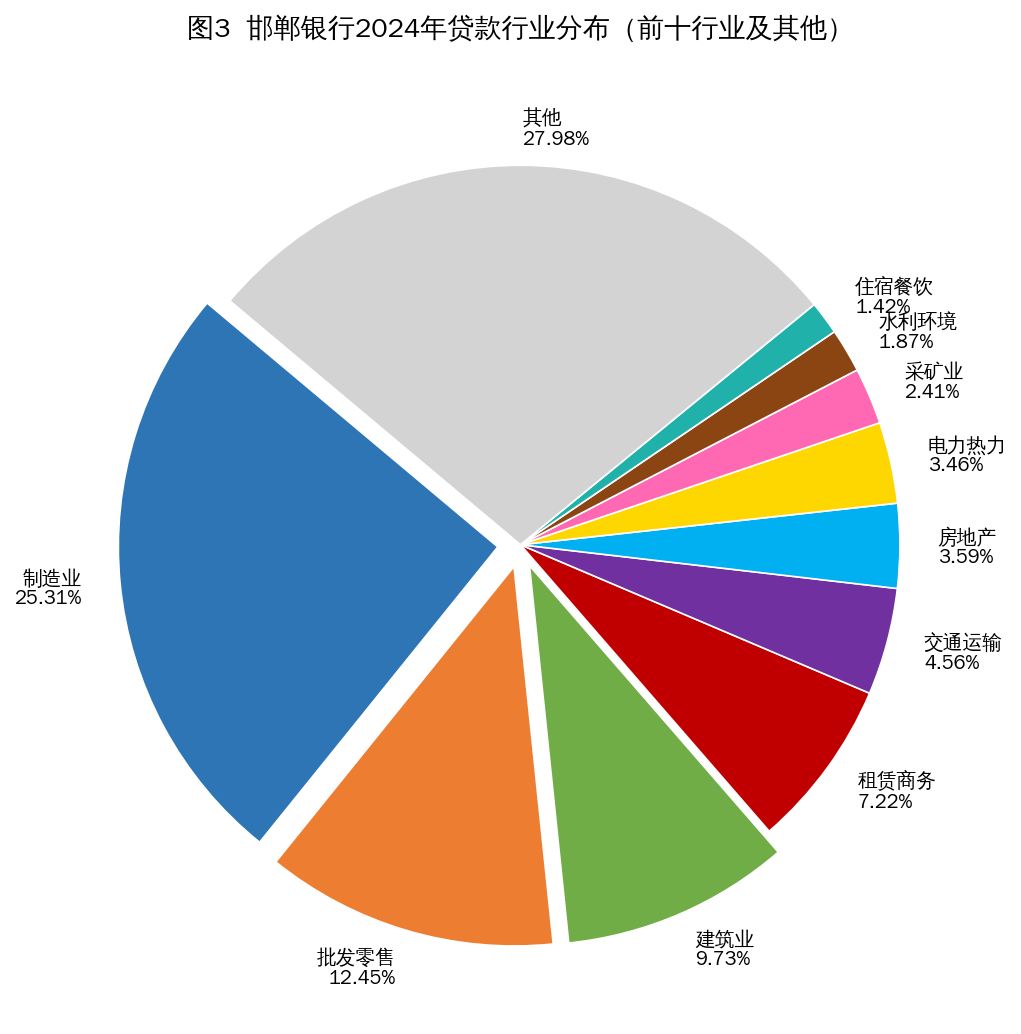 图3 邯郸银行2024年贷款行业分布（前十行业及其他）
其他
27.98%
住宿餐饮
1.42%
水利环境
1.87%
采矿业
2.41%
电力热力
3.46%
房地产
3.59%
制造业
25.31%
交通运输
4.56%
租赁商务
7.22%
建筑业
9.73%
批发零售
12.45%